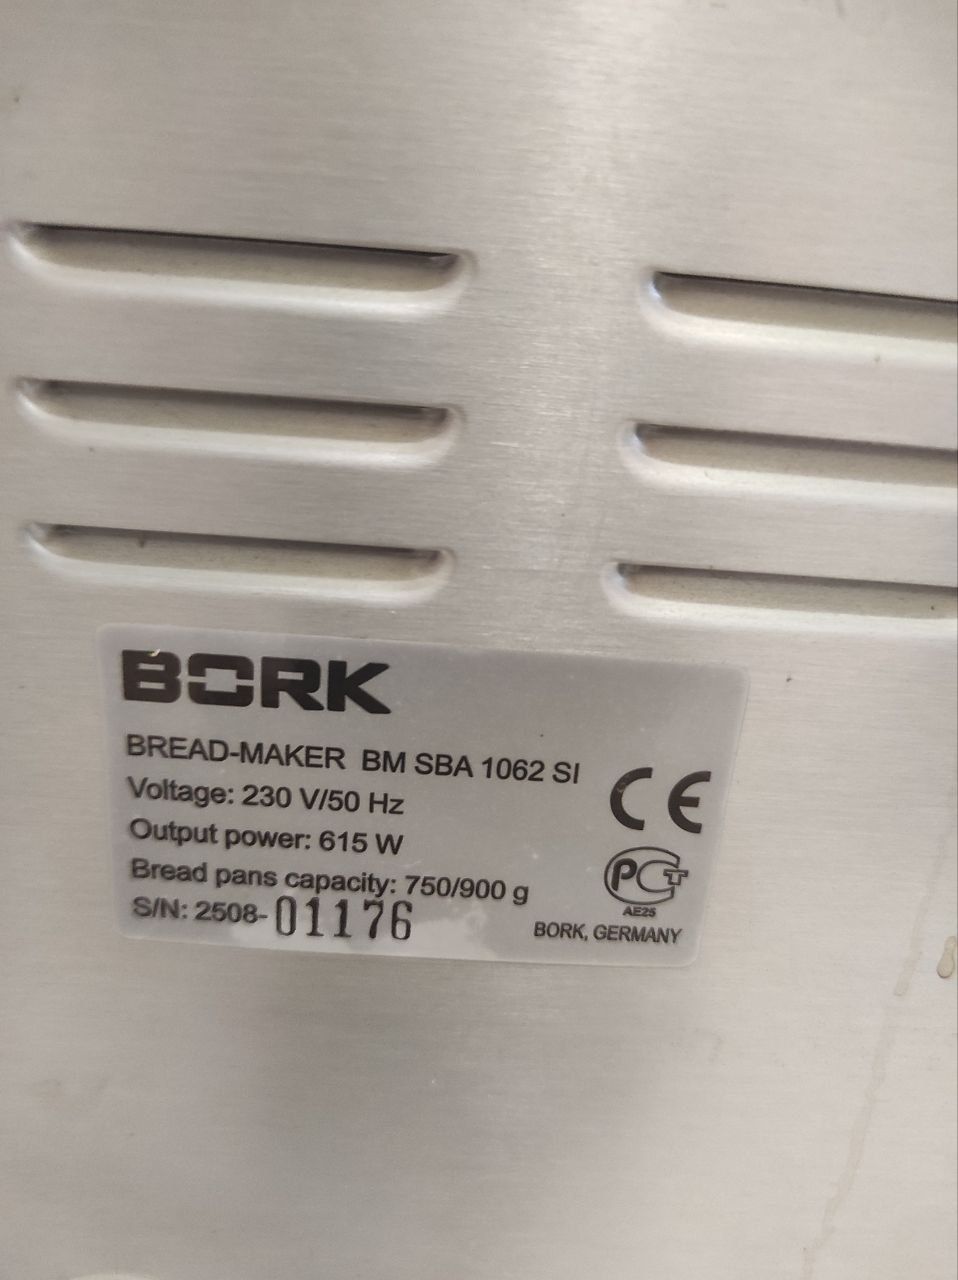 BORK
BREAD-MAKER BM SBA 1062 SI
Voltage: 230 V/50 Hz
Output power: 615 W
Bread pans capacity: 750/900 g
S/N: 2508-01176
CE
PCT
AE25
BORK, GERMANY